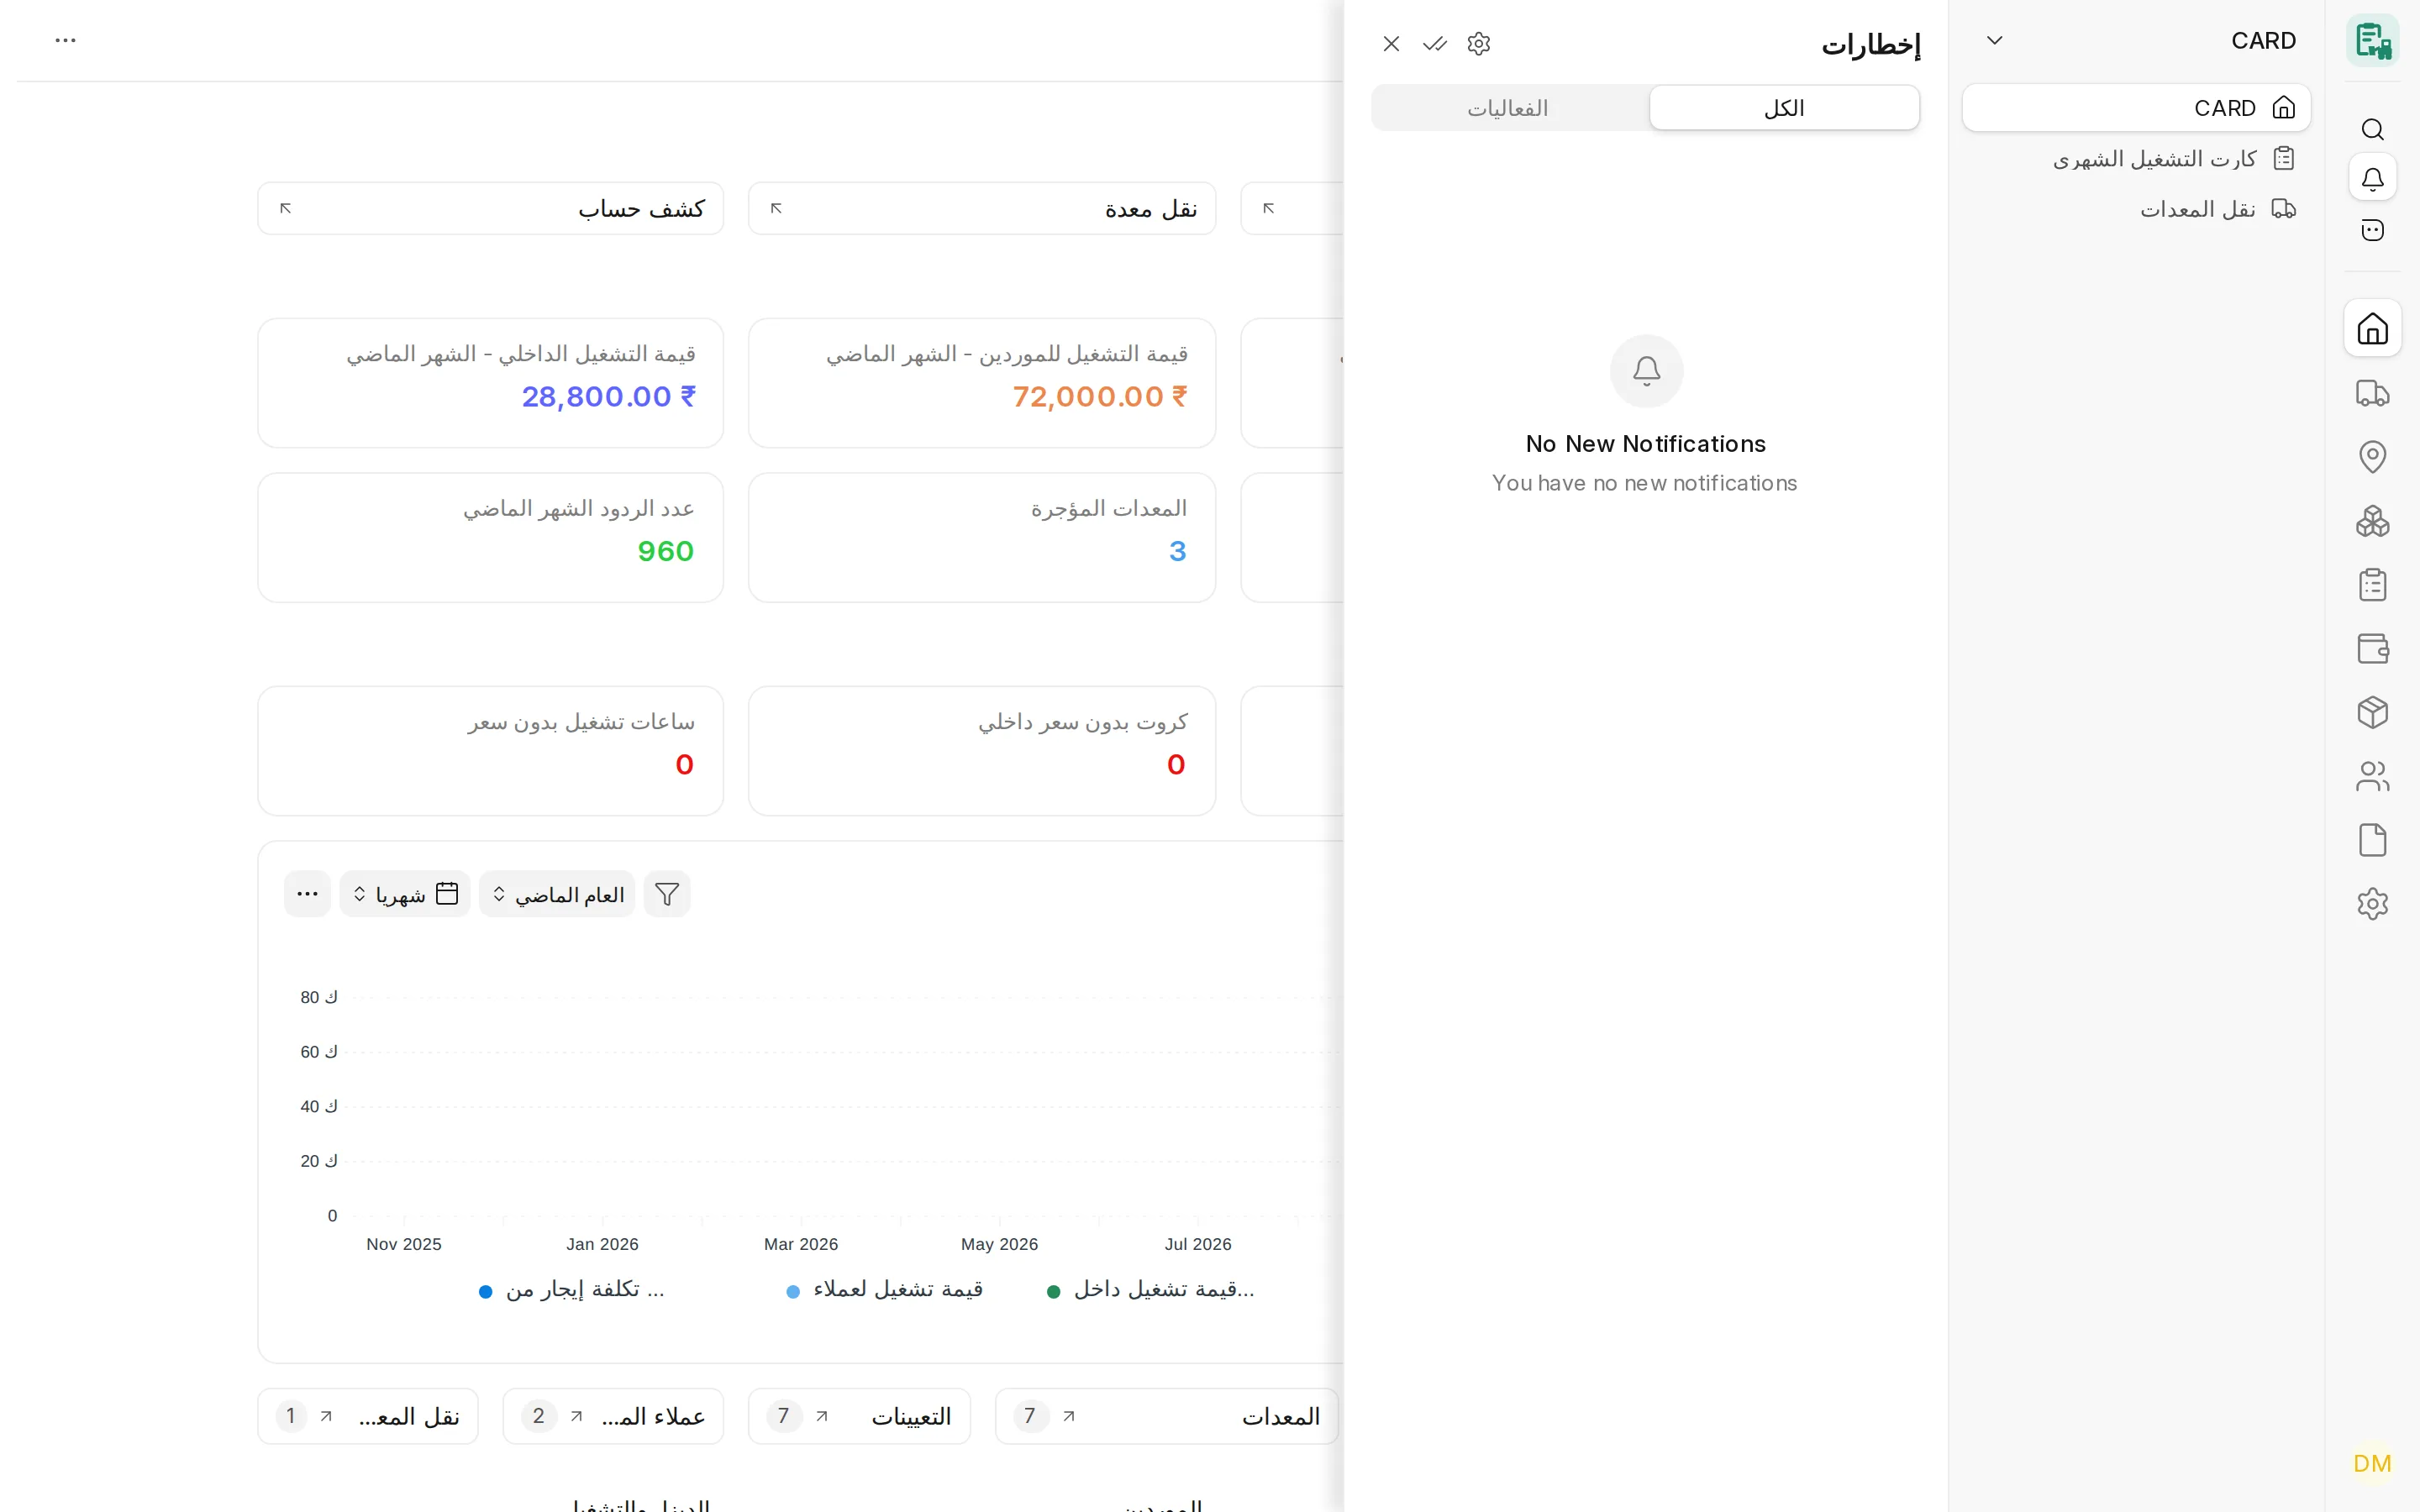 CARD
CARD
كارت التشغيل الشهري
نقل المعدات
إخطارات
الكل
الفعاليات
No New Notifications
You have no new notifications
نقل معدة
كشف حساب
قيمة التشغيل للموردين - الشهر الماضي
₹ 72,000.00
قيمة التشغيل الداخلي - الشهر الماضي
₹ 28,800.00
المعدات المؤجرة
3
عدد الردود الشهر الماضي
960
كروت بدون سعر داخلي
0
ساعات تشغيل بدون سعر
0
العام الماضي
شهريا
80 ك
60 ك
40 ك
20 ك
0
Nov 2025
Jan 2026
Mar 2026
May 2026
Jul 2026
تكلفة إيجار من ...
قيمة تشغيل لعملاء
قيمة تشغيل داخل...
المعدات
7
التعيينات
7
عملاء الم...
2
نقل المع...
1
الموردين
الديزل والتشغيل
DM